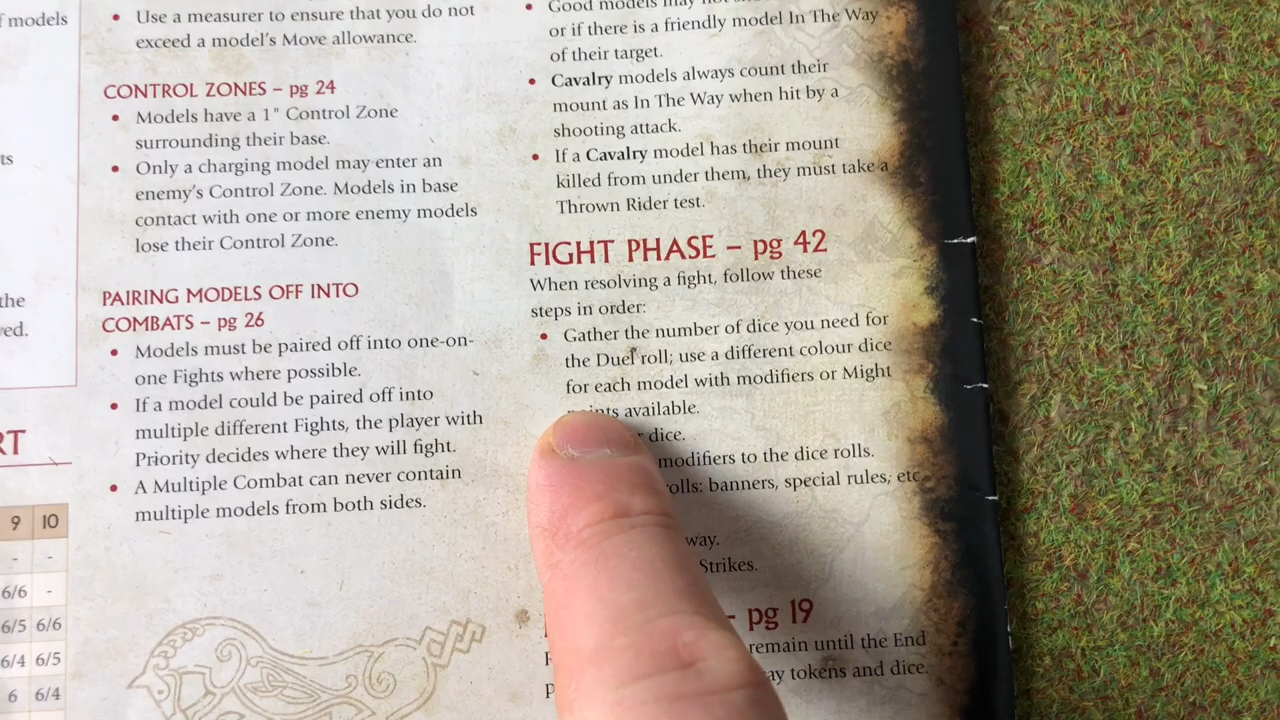 f models
ts
the
ed.
RT
9 10
- -
6/6 -
6/5 6/6
6/4 6/5
6 6/4
• Use a measurer to ensure that you do not
exceed a model's Move allowance.
CONTROL ZONES – pg 24
• Models have a 1" Control Zone
surrounding their base.
• Only a charging model may enter an
enemy's Control Zone. Models in base
contact with one or more enemy models
lose their Control Zone.
PAIRING MODELS OFF INTO
COMBATS – pg 26
• Models must be paired off into one-on-
one Fights where possible.
• If a model could be paired off into
multiple different Fights, the player with
Priority decides where they will fight.
• A Multiple Combat can never contain
multiple models from both sides.
• Good models may not
or if there is a friendly model In The Way
of their target.
• Cavalry models always count their
mount as In The Way when hit by a
shooting attack.
• If a Cavalry model has their mount
killed from under them, they must take a
Thrown Rider test.
FIGHT PHASE – pg 42
When resolving a fight, follow these
steps in order:
• Gather the number of dice you need for
the Duel roll; use a different colour dice
for each model with modifiers or Might
points available.
dice.
modifiers to the dice rolls.
rolls: banners, special rules, etc
way.
Strikes.
– pg 19
remain until the End
ay tokens and dice.